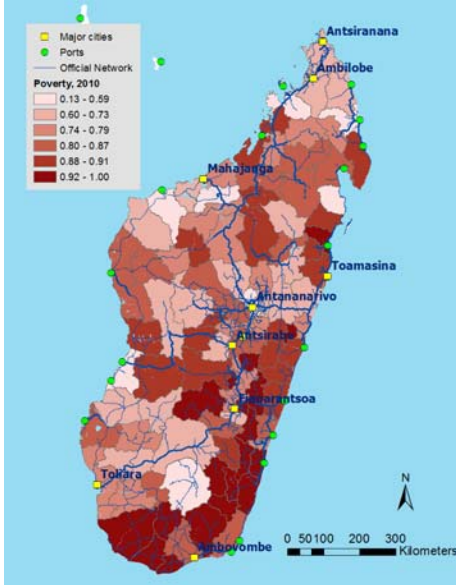 Major cities
Ports
Official Network
Poverty, 2010
0.13 - 0.59
0.60 - 0.73
0.74 - 0.79
0.80 - 0.87
0.88 - 0.91
0.92 - 1.00
Antsiranana
Ambilobe
Mahajanga
Toamasina
Antananarivo
Antsirabe
Fianarantsoa
Toliara
Ambovombe
N
0 50 100 200 300
Kilometers